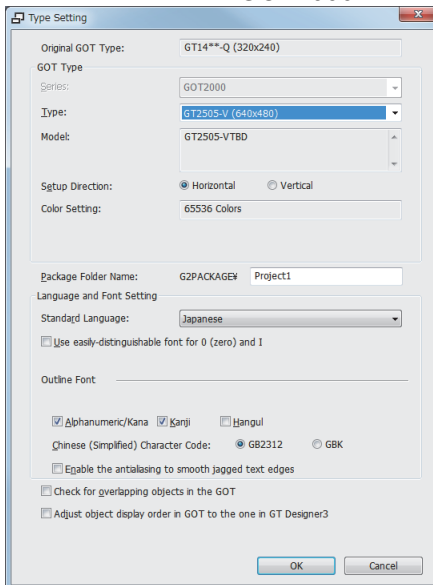 Type Setting
Original GOT Type: GT14**-Q (320x240)
GOT Type
Series: GOT2000
Type: GT2505-V (640x480)
Model: GT2505-VTBD
Setup Direction: Horizontal Vertical
Color Setting: 65536 Colors
Package Folder Name: G2PACKAGE¥ Project1
Language and Font Setting
Standard Language: Japanese
Use easily-distinguishable font for 0 (zero) and I
Outline Font
Alphanumeric/Kana Kanji Hangul
Chinese (Simplified) Character Code: GB2312 GBK
Enable the antialiasing to smooth jagged text edges
Check for overlapping objects in the GOT
Adjust object display order in GOT to the one in GT Designer3
OK Cancel